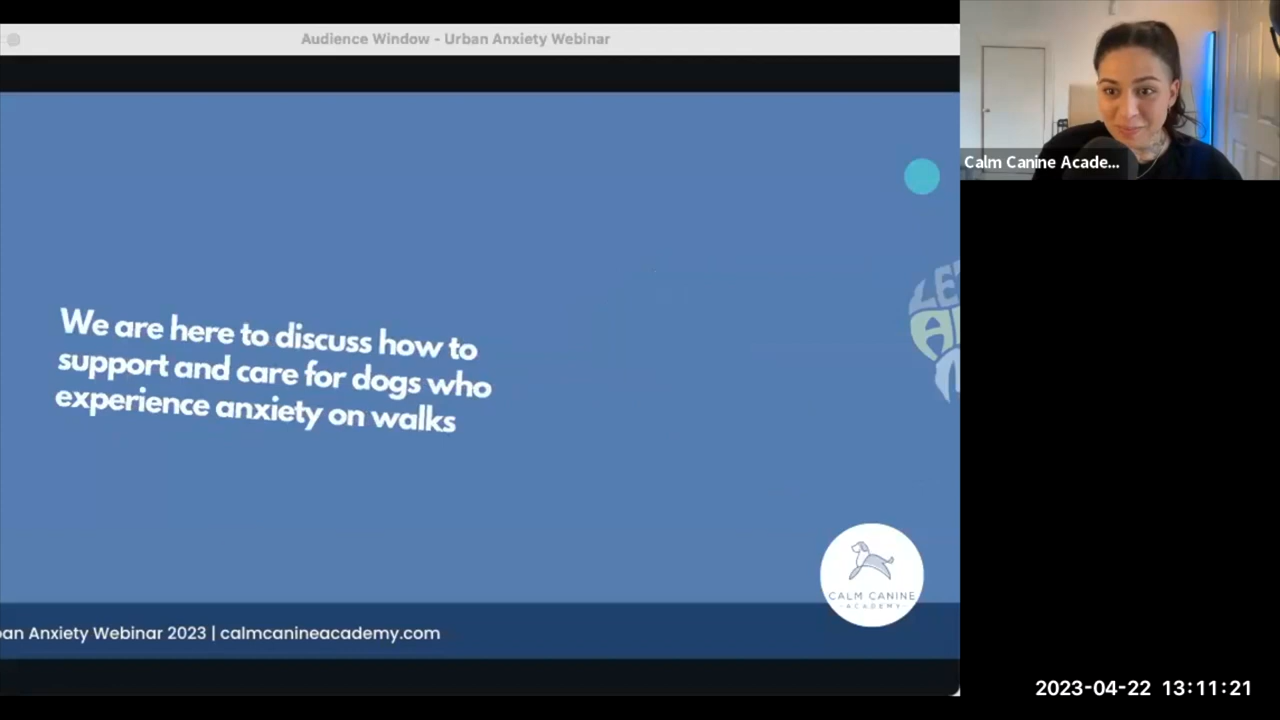 Audience Window - Urban Anxiety Webinar
Calm Canine Acade...
We are here to discuss how to
support and care for dogs who
experience anxiety on walks
CALM CANINE
ACADEMY
Anxiety Webinar 2023 | calmcanineacademy.com
2023-04-22 13:11:21